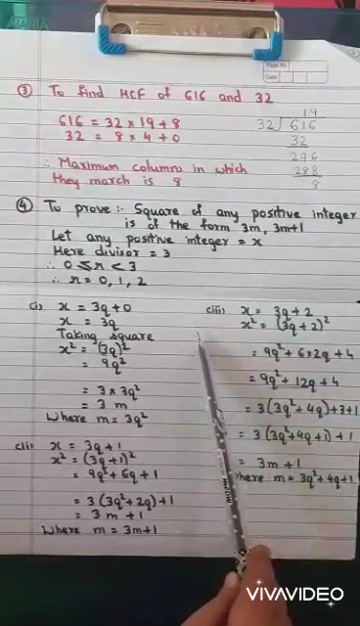 Page No.
Date
③ To find HCF of 616 and 32
616 = 32 × 19 + 8
32 = 8 × 4 + 0
∴ Maximum columns in which
they march is 8
19
32 ) 616
32
296
288
8
④ To prove :- Square of any positive integer
is of the form 3m, 3m+1
Let any positive integer = x
Here divisor = 3
∴ 0 ≤ r < 3
∴ r = 0, 1, 2
(i) x = 3q + 0
x = 3q
Taking square
x² = (3q)²
= 9q²
= 3 × 3q²
= 3 m
Where m = 3q²
(ii) x = 3q + 1
x² = (3q + 1)²
= 9q² + 6q + 1
= 3 (3q² + 2q) + 1
= 3 m + 1
Where m = 3m+1
(iii) x = 3q + 2
x² = (3q + 2)²
= 9q² + 6×2q + 4
= 9q² + 12q + 4
= 3 (3q² + 4q) + 3 + 1
= 3 (3q² + 4q + 1) + 1
= 3m + 1
where m = 3q² + 4q + 1
VIVAVIDEO